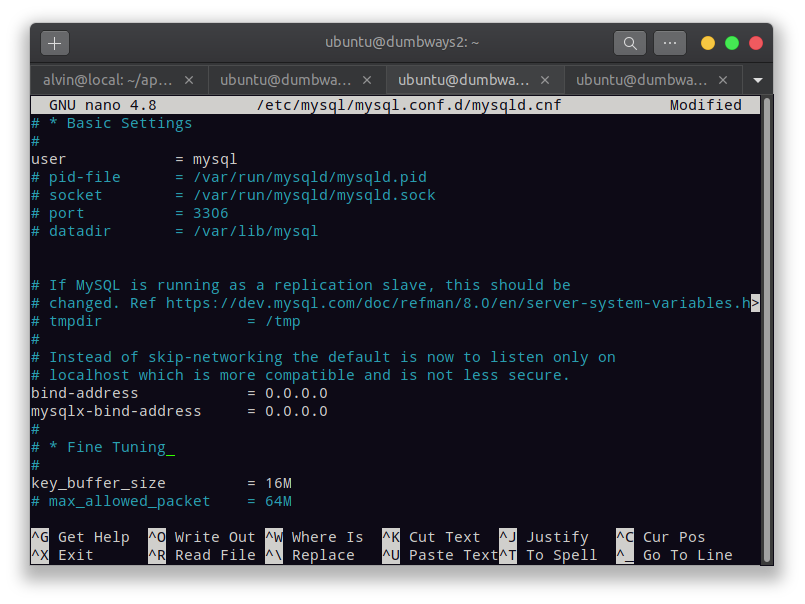 ubuntu@dumbways2: ~
alvin@local: ~/ap... × ubuntu@dumbwa... × ubuntu@dumbwa... × ubuntu@dumbwa... ×
GNU nano 4.8 /etc/mysql/mysql.conf.d/mysqld.cnf Modified
# * Basic Settings
#
user = mysql
# pid-file = /var/run/mysqld/mysqld.pid
# socket = /var/run/mysqld/mysqld.sock
# port = 3306
# datadir = /var/lib/mysql
# If MySQL is running as a replication slave, this should be
# changed. Ref https://dev.mysql.com/doc/refman/8.0/en/server-system-variables.h>
# tmpdir = /tmp
#
# Instead of skip-networking the default is now to listen only on
# localhost which is more compatible and is not less secure.
bind-address = 0.0.0.0
mysqlx-bind-address = 0.0.0.0
#
# * Fine Tuning_
#
key_buffer_size = 16M
# max_allowed_packet = 64M
^G Get Help ^O Write Out ^W Where Is ^K Cut Text ^J Justify ^C Cur Pos
^X Exit ^R Read File ^\ Replace ^U Paste Text ^T To Spell ^_ Go To Line